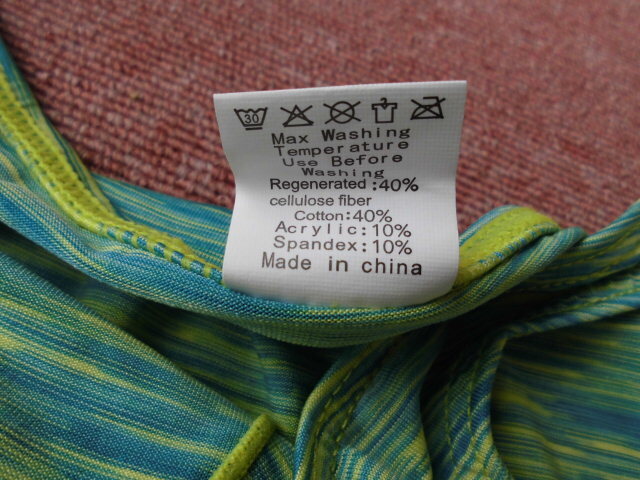 30 3
Max Washing
Temperature
Use Before
Washing
Regenerated :40%
cellulose fiber
Cotton:40%
Acrylic:10%
Spandex:10%
Made in china